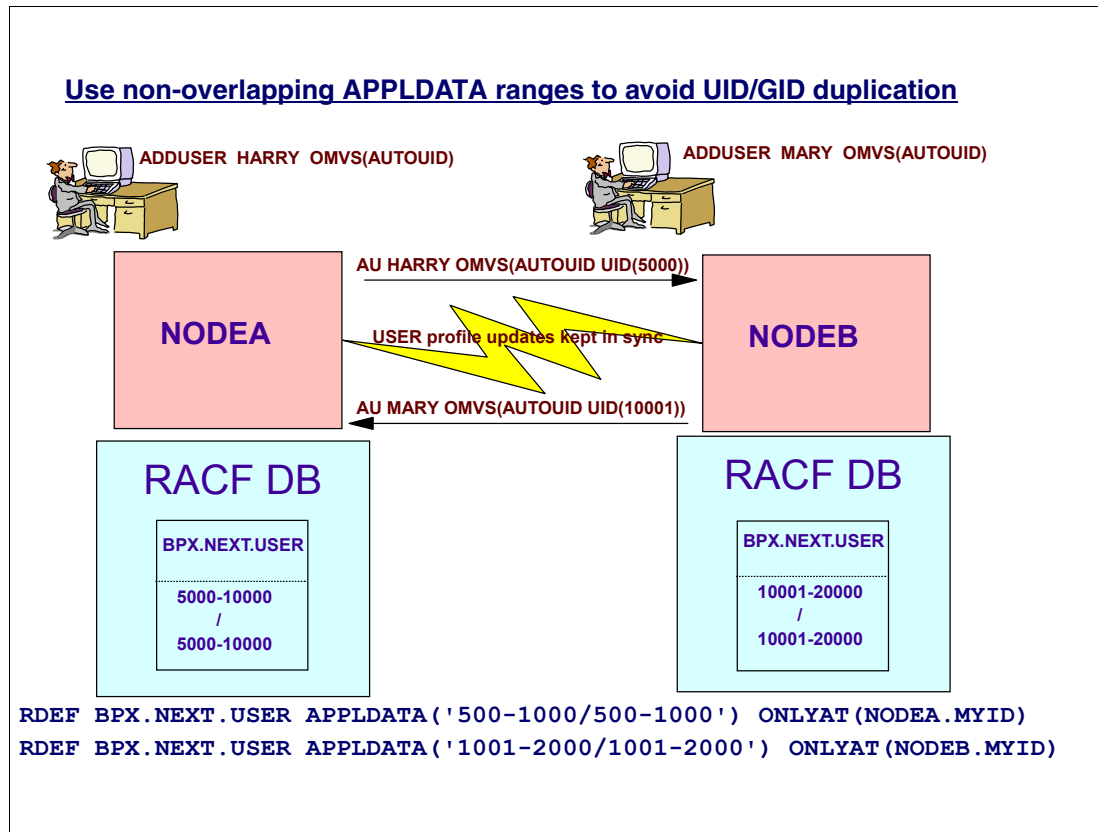 Use non-overlapping APPLDATA ranges to avoid UID/GID duplication
ADDUSER HARRY OMVS(AUTOUID)
ADDUSER MARY OMVS(AUTOUID)
AU HARRY OMVS(AUTOUID UID(5000))
NODEA
USER profile updates kept in sync
NODEB
AU MARY OMVS(AUTOUID UID(10001))
RACF DB
BPX.NEXT.USER
5000-10000
/
5000-10000
RACF DB
BPX.NEXT.USER
10001-20000
/
10001-20000
RDEF BPX.NEXT.USER APPLDATA('500-1000/500-1000') ONLYAT(NODEA.MYID)
RDEF BPX.NEXT.USER APPLDATA('1001-2000/1001-2000') ONLYAT(NODEB.MYID)